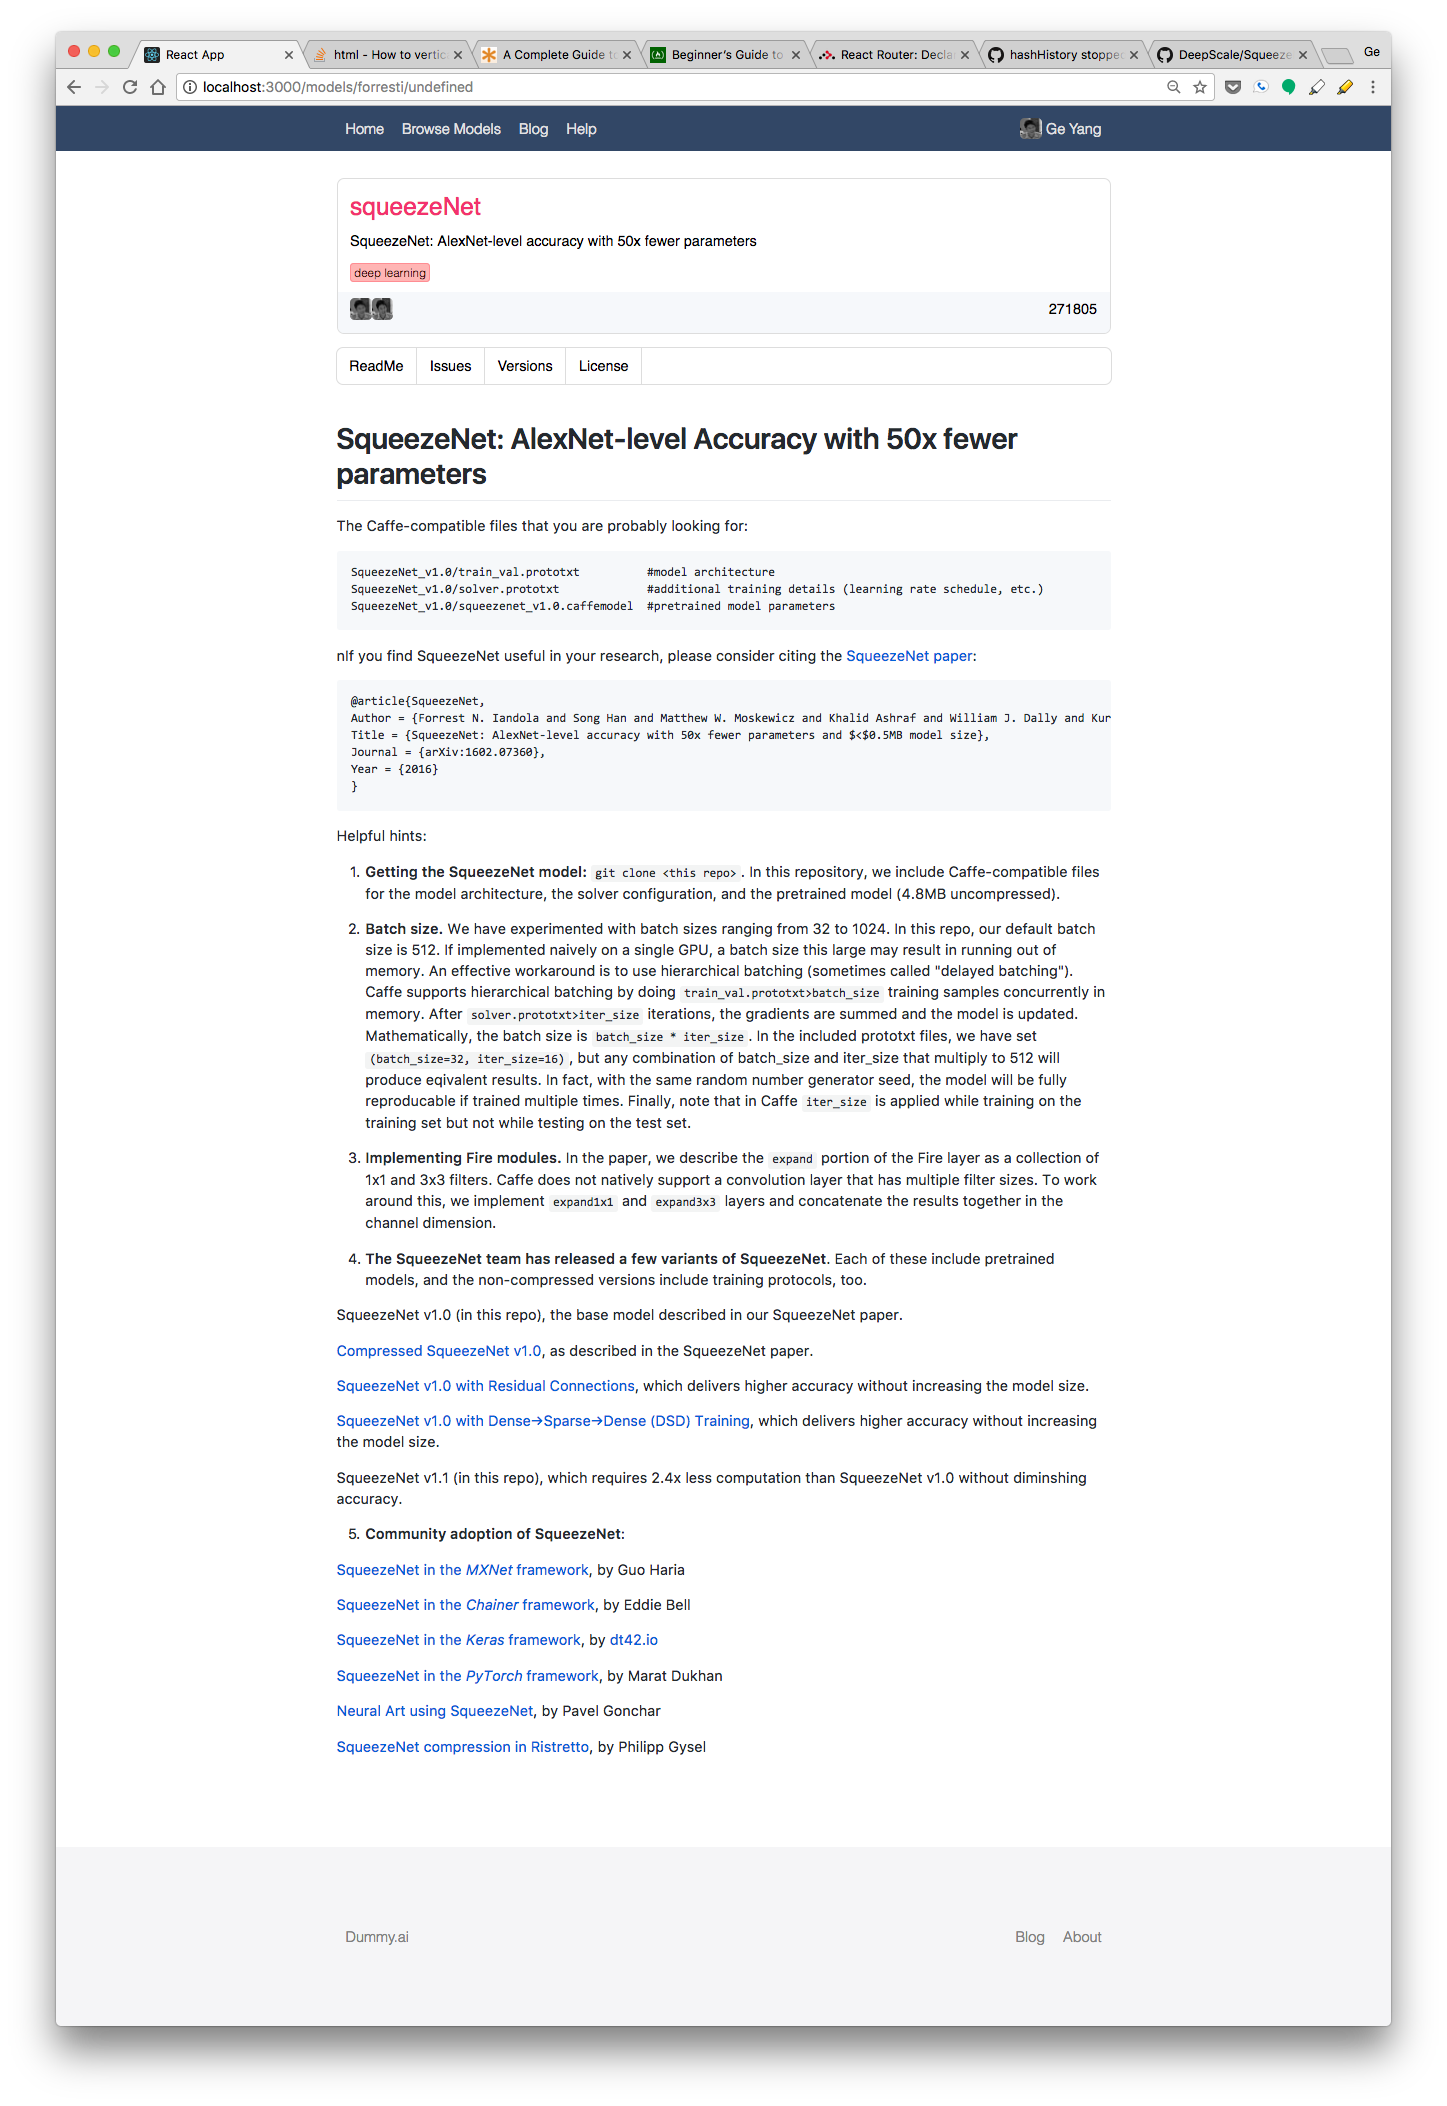 React App
html - How to vertic
A Complete Guide to
Beginner's Guide to
React Router: Decla
hashHistory stopped
DeepScale/Squeeze
Ge
localhost:3000/models/forresti/undefined
Home Browse Models Blog Help Ge Yang
squeezeNet
SqueezeNet: AlexNet-level accuracy with 50x fewer parameters
deep learning
271805
ReadMe Issues Versions License
SqueezeNet: AlexNet-level Accuracy with 50x fewer
parameters
The Caffe-compatible files that you are probably looking for:
SqueezeNet_v1.0/train_val.prototxt #model architecture
SqueezeNet_v1.0/solver.prototxt #additional training details (learning rate schedule, etc.)
SqueezeNet_v1.0/squeezenet_v1.0.caffemodel #pretrained model parameters
nIf you find SqueezeNet useful in your research, please consider citing the SqueezeNet paper:
@article{SqueezeNet,
Author = {Forrest N. Iandola and Song Han and Matthew W. Moskewicz and Khalid Ashraf and William J. Dally and Kur
Title = {SqueezeNet: AlexNet-level accuracy with 50x fewer parameters and $<$0.5MB model size},
Journal = {arXiv:1602.07360},
Year = {2016}
}
Helpful hints:
1. Getting the SqueezeNet model: git clone <this repo>. In this repository, we include Caffe-compatible files
for the model architecture, the solver configuration, and the pretrained model (4.8MB uncompressed).
2. Batch size. We have experimented with batch sizes ranging from 32 to 1024. In this repo, our default batch
size is 512. If implemented naively on a single GPU, a batch size this large may result in running out of
memory. An effective workaround is to use hierarchical batching (sometimes called "delayed batching").
Caffe supports hierarchical batching by doing train_val.prototxt>batch_size training samples concurrently in
memory. After solver.prototxt>iter_size iterations, the gradients are summed and the model is updated.
Mathematically, the batch size is batch_size * iter_size. In the included prototxt files, we have set
(batch_size=32, iter_size=16), but any combination of batch_size and iter_size that multiply to 512 will
produce eqivalent results. In fact, with the same random number generator seed, the model will be fully
reproducable if trained multiple times. Finally, note that in Caffe iter_size is applied while training on the
training set but not while testing on the test set.
3. Implementing Fire modules. In the paper, we describe the expand portion of the Fire layer as a collection of
1x1 and 3x3 filters. Caffe does not natively support a convolution layer that has multiple filter sizes. To work
around this, we implement expand1x1 and expand3x3 layers and concatenate the results together in the
channel dimension.
4. The SqueezeNet team has released a few variants of SqueezeNet. Each of these include pretrained
models, and the non-compressed versions include training protocols, too.
SqueezeNet v1.0 (in this repo), the base model described in our SqueezeNet paper.
Compressed SqueezeNet v1.0, as described in the SqueezeNet paper.
SqueezeNet v1.0 with Residual Connections, which delivers higher accuracy without increasing the model size.
SqueezeNet v1.0 with Dense→Sparse→Dense (DSD) Training, which delivers higher accuracy without increasing
the model size.
SqueezeNet v1.1 (in this repo), which requires 2.4x less computation than SqueezeNet v1.0 without diminshing
accuracy.
5. Community adoption of SqueezeNet:
SqueezeNet in the MXNet framework, by Guo Haria
SqueezeNet in the Chainer framework, by Eddie Bell
SqueezeNet in the Keras framework, by dt42.io
SqueezeNet in the PyTorch framework, by Marat Dukhan
Neural Art using SqueezeNet, by Pavel Gonchar
SqueezeNet compression in Ristretto, by Philipp Gysel
Dummy.ai Blog About